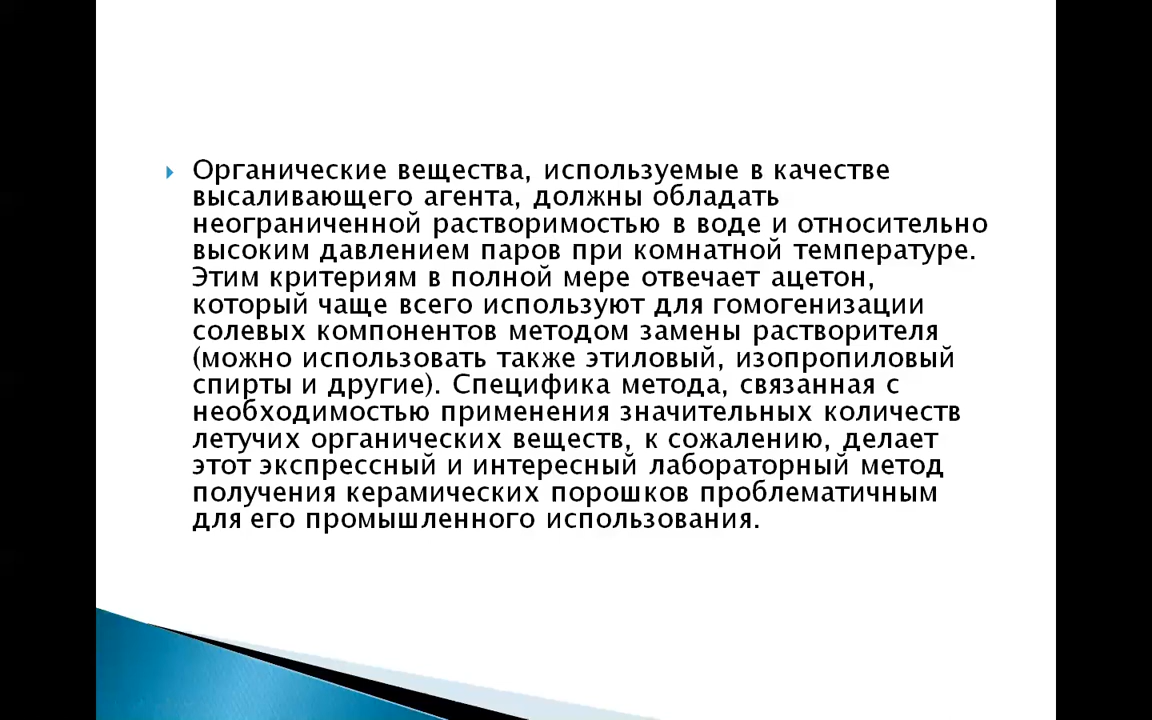 Органические вещества, используемые в качестве
высаливающего агента, должны обладать
неограниченной растворимостью в воде и относительно
высоким давлением паров при комнатной температуре.
Этим критериям в полной мере отвечает ацетон,
который чаще всего используют для гомогенизации
солевых компонентов методом замены растворителя
(можно использовать также этиловый, изопропиловый
спирты и другие). Специфика метода, связанная с
необходимостью применения значительных количеств
летучих органических веществ, к сожалению, делает
этот экспрессный и интересный лабораторный метод
получения керамических порошков проблематичным
для его промышленного использования.